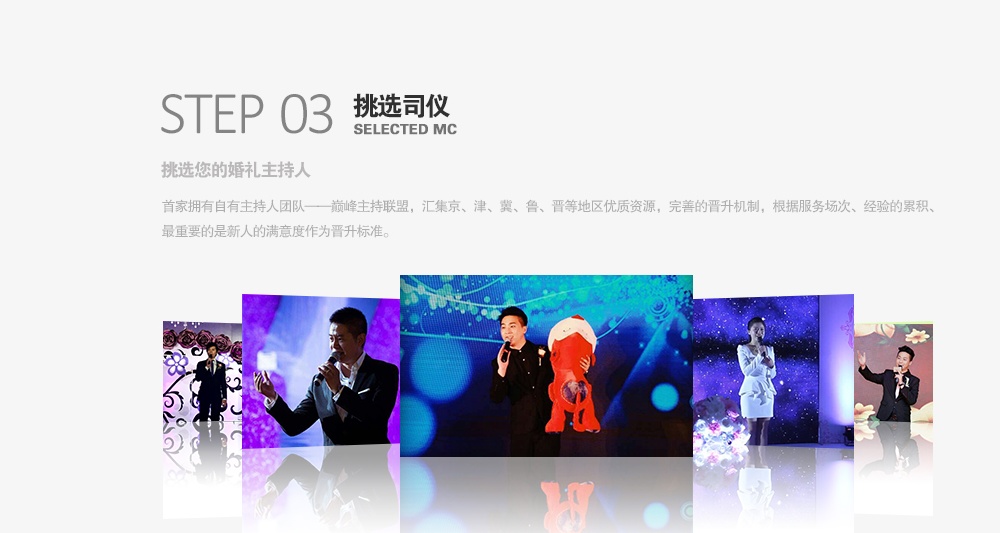 STEP 03 挑选司仪
SELECTED MC
挑选您的婚礼主持人
首家拥有自有主持人团队——巅峰主持联盟，汇集京、津、冀、鲁、晋等地区优质资源，完善的晋升机制，根据服务场次、经验的累积、
最重要的是新人的满意度作为晋升标准。